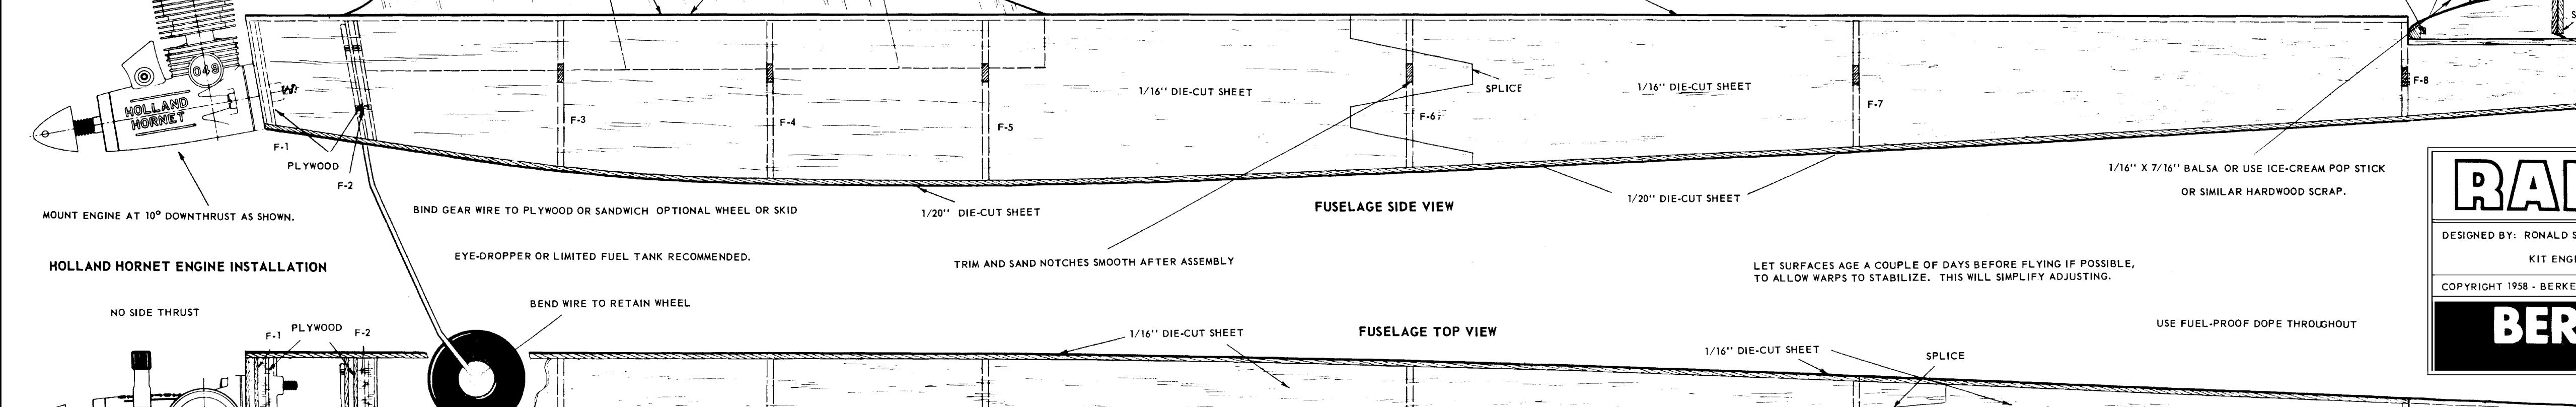 049
HOLLAND
HORNET
F-1
PLYWOOD
F-2
F-3
F-4
F-5
1/16'' DIE-CUT SHEET
SPLICE
F-6
1/16'' DIE-CUT SHEET
F-7
F-8
MOUNT ENGINE AT 10° DOWNTHRUST AS SHOWN.
BIND GEAR WIRE TO PLYWOOD OR SANDWICH OPTIONAL WHEEL OR SKID
1/20'' DIE-CUT SHEET
FUSELAGE SIDE VIEW
1/20'' DIE-CUT SHEET
1/16'' X 7/16'' BALSA OR USE ICE-CREAM POP STICK
OR SIMILAR HARDWOOD SCRAP.
HOLLAND HORNET ENGINE INSTALLATION
EYE-DROPPER OR LIMITED FUEL TANK RECOMMENDED.
TRIM AND SAND NOTCHES SMOOTH AFTER ASSEMBLY
LET SURFACES AGE A COUPLE OF DAYS BEFORE FLYING IF POSSIBLE,
TO ALLOW WARPS TO STABILIZE. THIS WILL SIMPLIFY ADJUSTING.
NO SIDE THRUST
BEND WIRE TO RETAIN WHEEL
F-1
PLYWOOD
F-2
1/16'' DIE-CUT SHEET
FUSELAGE TOP VIEW
1/16'' DIE-CUT SHEET
SPLICE
USE FUEL-PROOF DOPE THROUGHOUT
DESIGNED BY: RONALD S
KIT ENG
COPYRIGHT 1958 - BERKE
BER